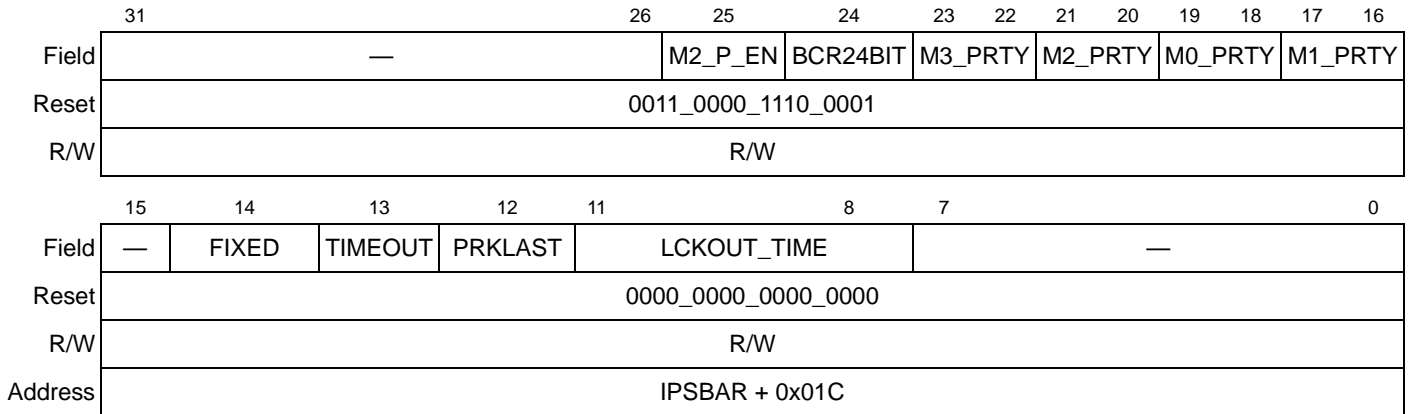 31 26 25 24 23 22 21 20 19 18 17 16
Field — M2_P_EN BCR24BIT M3_PRTY M2_PRTY M0_PRTY M1_PRTY
Reset 0011_0000_1110_0001
R/W R/W
15 14 13 12 11 8 7 0
Field — FIXED TIMEOUT PRKLAST LCKOUT_TIME —
Reset 0000_0000_0000_0000
R/W R/W
Address IPSBAR + 0x01C